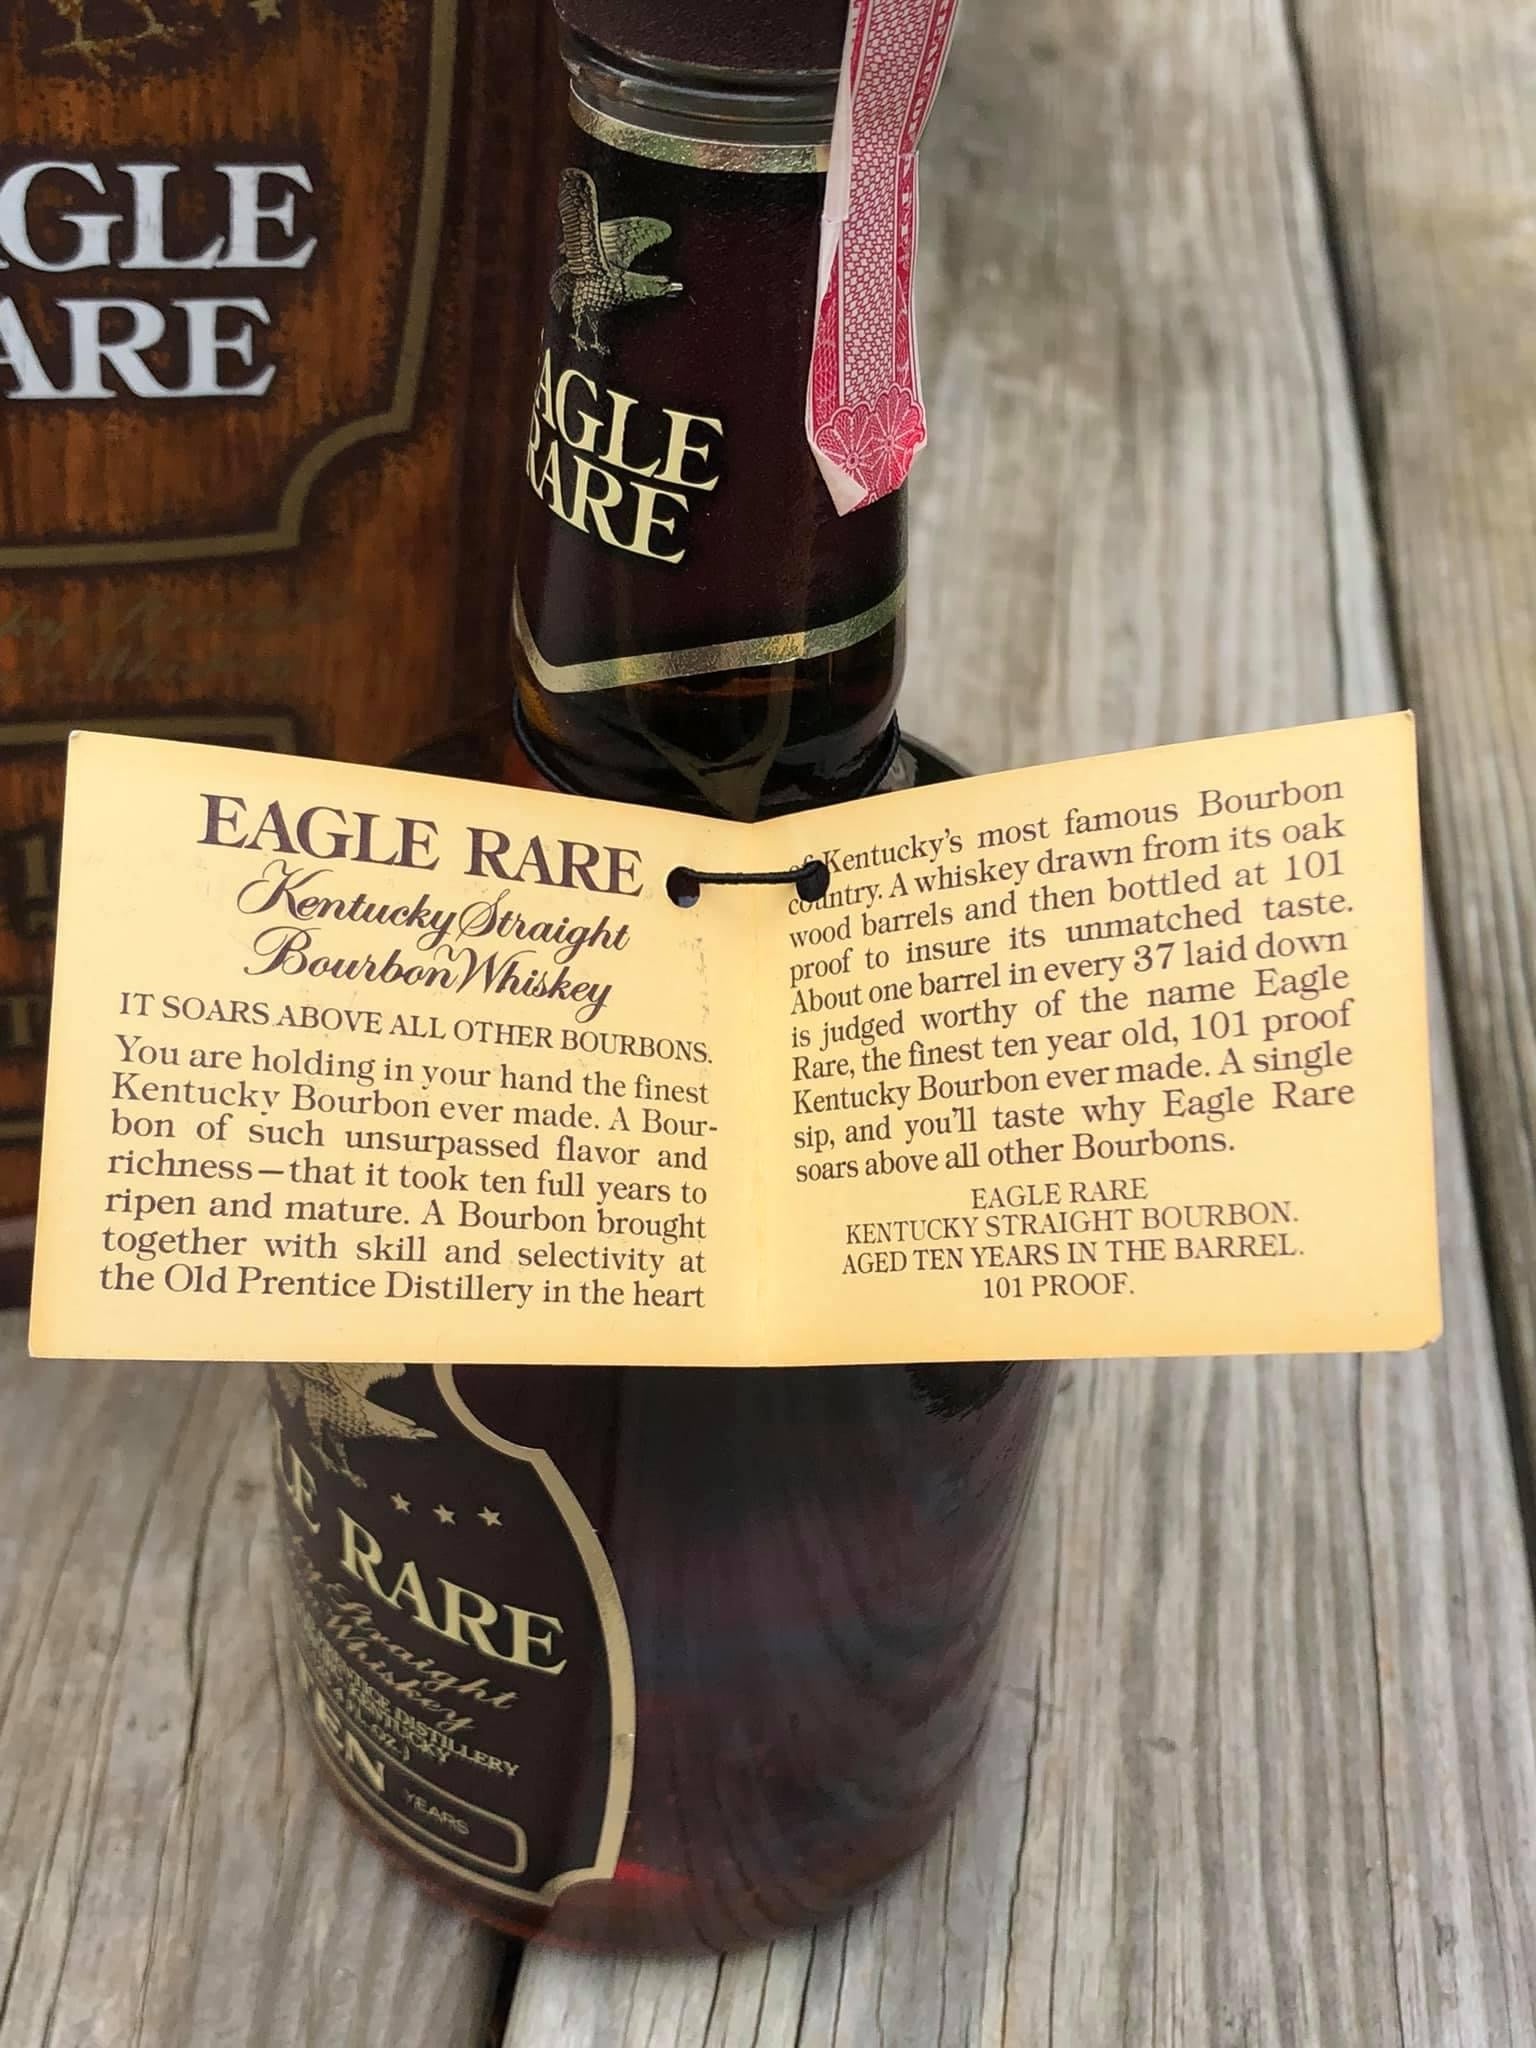 GLE
ARE
AGLE
RARE
EAGLE RARE
Kentucky Straight
Bourbon Whiskey
IT SOARS ABOVE ALL OTHER BOURBONS.
You are holding in your hand the finest
Kentucky Bourbon ever made. A Bour-
bon of such unsurpassed flavor and
richness—that it took ten full years to
ripen and mature. A Bourbon brought
together with skill and selectivity at
the Old Prentice Distillery in the heart
of Kentucky's most famous Bourbon
country. A whiskey drawn from its oak
wood barrels and then bottled at 101
proof to insure its unmatched taste.
About one barrel in every 37 laid down
is judged worthy of the name Eagle
Rare, the finest ten year old, 101 proof
Kentucky Bourbon ever made. A single
sip, and you'll taste why Eagle Rare
soars above all other Bourbons.
EAGLE RARE
KENTUCKY STRAIGHT BOURBON.
AGED TEN YEARS IN THE BARREL.
101 PROOF.
LE RARE
Straight
Whiskey
DISTILLERY
KENTUCKY
OZ.)
EN YEARS